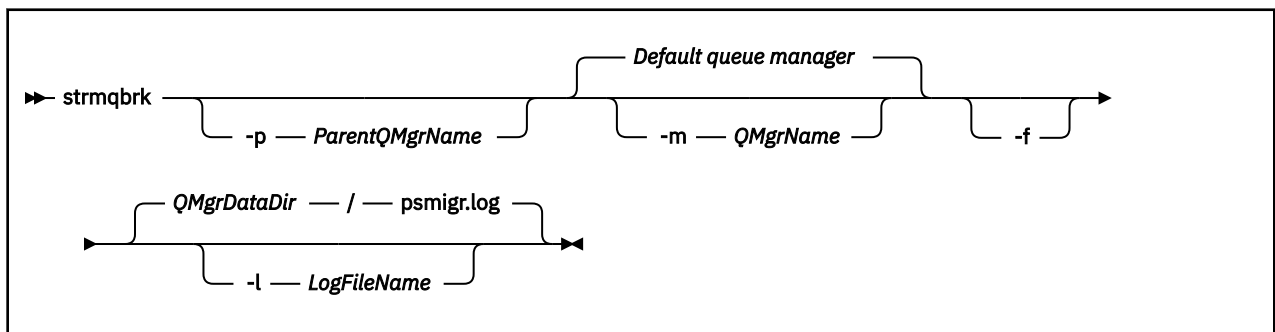 Default queue manager
strmqbrk
-p ParentQMgrName -m QMgrName -f
QMgrDataDir / psmigr.log
-l LogFileName